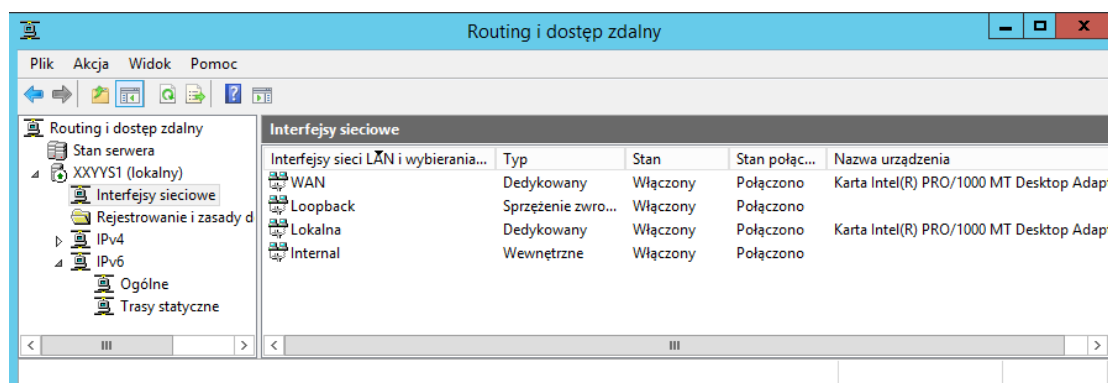 Routing i dostęp zdalny
Plik Akcja Widok Pomoc
Routing i dostęp zdalny
Stan serwera
XXYYS1 (lokalny)
Interfejsy sieciowe
Rejestrowanie i zasady d
IPv4
IPv6
Ogólne
Trasy statyczne
Interfejsy sieciowe
Interfejsy sieci LAN i wybierania... Typ Stan Stan połąc... Nazwa urządzenia
WAN Dedykowany Włączony Połączono Karta Intel(R) PRO/1000 MT Desktop Adap
Loopback Sprzężenie zwro... Włączony Połączono
Lokalna Dedykowany Włączony Połączono Karta Intel(R) PRO/1000 MT Desktop Adap
Internal Wewnętrzne Włączony Połączono